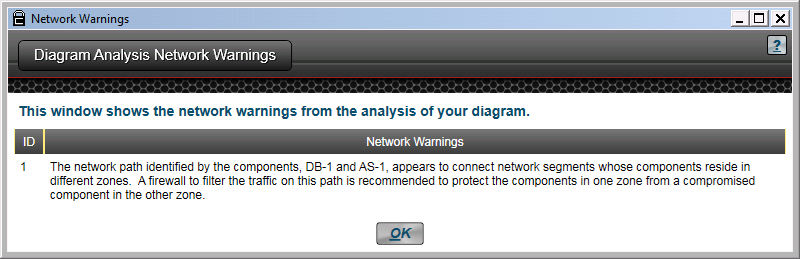 Network Warnings
?
Diagram Analysis Network Warnings
This window shows the network warnings from the analysis of your diagram.
ID Network Warnings
1 The network path identified by the components, DB-1 and AS-1, appears to connect network segments whose components reside in
different zones.  A firewall to filter the traffic on this path is recommended to protect the components in one zone from a compromised
component in the other zone.
OK